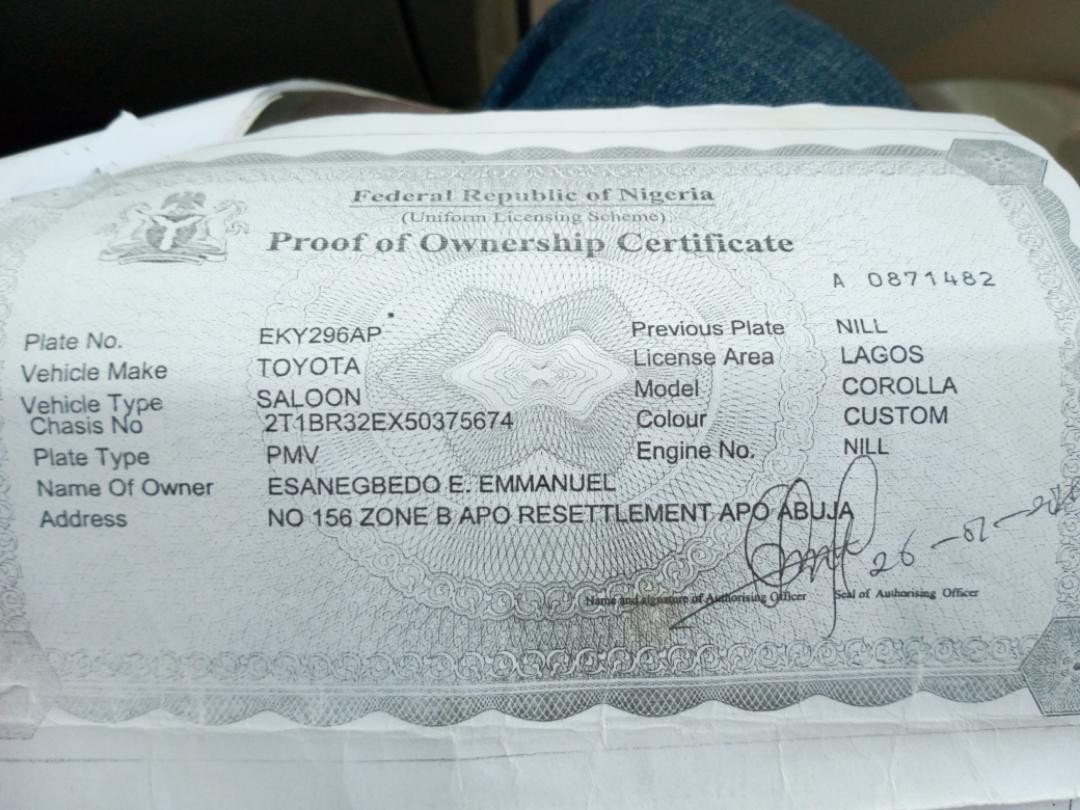 Federal Republic of Nigeria
(Uniform Licensing Scheme)
Proof of Ownership Certificate
A 0871482
Plate No. EKY296AP Previous Plate NILL
Vehicle Make TOYOTA License Area LAGOS
Vehicle Type SALOON Model COROLLA
Chasis No 2T1BR32EX50375674 Colour CUSTOM
Plate Type PMV Engine No. NILL
Name Of Owner ESANEGBEDO E. EMMANUEL
Address NO 156 ZONE B APO RESETTLEMENT APO ABUJA
26
Name and signature of Authorising Officer Seal of Authorising Officer